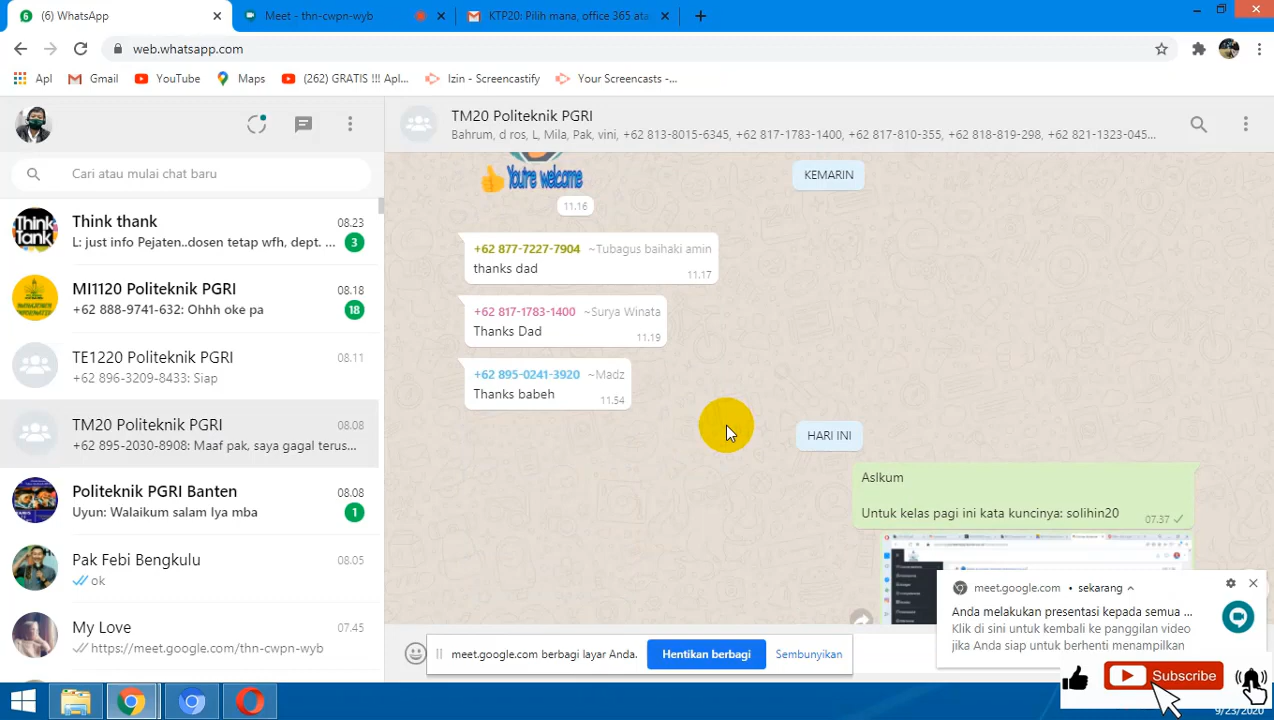 (6) WhatsApp
Meet - thn-cwpn-wyb
KTP20: Pilih mana, office 365 ata
web.whatsapp.com
Apl
Gmail
YouTube
Maps
(262) GRATIS !!! Apl...
Izin - Screencastify
Your Screencasts -...
TM20 Politeknik PGRI
Bahrum, d ros, L, Mila, Pak, vini, +62 813-8015-6345, +62 817-1783-1400, +62 817-810-355, +62 818-819-298, +62 821-1323-045...
Cari atau mulai chat baru
Think thank
08.23
L: just info Pejaten..dosen tetap wfh, dept. ...
3
MI1120 Politeknik PGRI
08.18
+62 888-9741-632: Ohhh oke pa
18
TE1220 Politeknik PGRI
08.11
+62 896-3209-8433: Siap
TM20 Politeknik PGRI
08.08
+62 895-2080-8908: Maaf pak, saya gagal terus...
Politeknik PGRI Banten
08.08
Uyun: Walaikum salam Iya mba
1
Pak Febi Bengkulu
08.05
ok
My Love
07.45
https://meet.google.com/thn-cwpn-wyb
You're welcome
11.16
KEMARIN
+62 877-7227-7904 ~Tubagus baihaki amin
thanks dad
11.17
+62 817-1783-1400 ~Surya Winata
Thanks Dad
11.19
+62 895-0241-3920 ~Madz
Thanks babeh
11.54
HARI INI
Aslkum
Untuk kelas pagi ini kata kuncinya: solihin20
07.37
meet.google.com • sekarang
Anda melakukan presentasi kepada semua ...
Klik di sini untuk kembali ke panggilan video
jika Anda siap untuk berhenti menampilkan
meet.google.com berbagi layar Anda.
Hentikan berbagi
Sembunyikan
Subscribe
9/23/2020